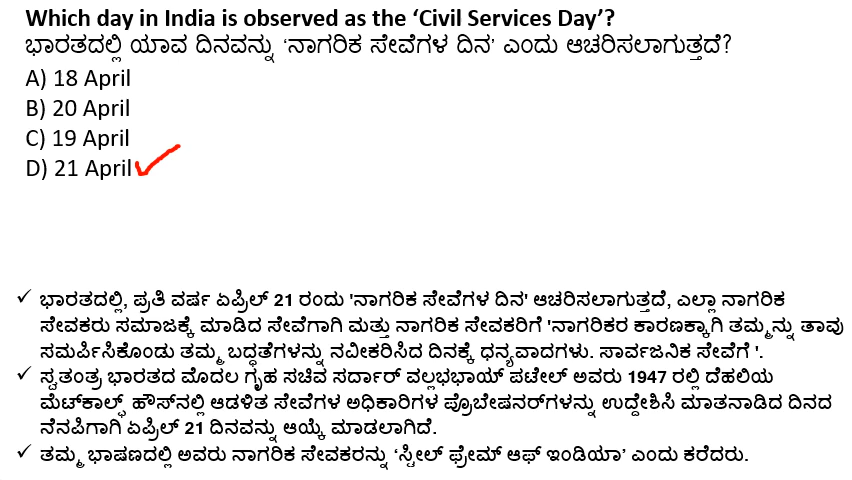 Which day in India is observed as the ‘Civil Services Day’?
ಭಾರತದಲ್ಲಿ ಯಾವ ದಿನವನ್ನು ‘ನಾಗರಿಕ ಸೇವೆಗಳ ದಿನ’ ಎಂದು ಆಚರಿಸಲಾಗುತ್ತದೆ?
A) 18 April
B) 20 April
C) 19 April
D) 21 April
✓ ಭಾರತದಲ್ಲಿ, ಪ್ರತಿ ವರ್ಷ ಏಪ್ರಿಲ್ 21 ರಂದು 'ನಾಗರಿಕ ಸೇವೆಗಳ ದಿನ' ಆಚರಿಸಲಾಗುತ್ತದೆ, ಎಲ್ಲಾ ನಾಗರಿಕ
ಸೇವಕರು ಸಮಾಜಕ್ಕೆ ಮಾಡಿದ ಸೇವೆಗಾಗಿ ಮತ್ತು ನಾಗರಿಕ ಸೇವಕರಿಗೆ 'ನಾಗರಿಕರ ಕಾರಣಕ್ಕಾಗಿ ತಮ್ಮನ್ನು ತಾವು
ಸಮರ್ಪಿಸಿಕೊಂಡು ತಮ್ಮ ಬದ್ಧತೆಗಳನ್ನು ನವೀಕರಿಸಿದ ದಿನಕ್ಕೆ ಧನ್ಯವಾದಗಳು. ಸಾರ್ವಜನಿಕ ಸೇವೆಗೆ '.
✓ ಸ್ವತಂತ್ರ ಭಾರತದ ಮೊದಲ ಗೃಹ ಸಚಿವ ಸರ್ದಾರ್ ವಲ್ಲಭಭಾಯ್ ಪಟೇಲ್ ಅವರು 1947 ರಲ್ಲಿ ದೆಹಲಿಯ
ಮೆಟ್‌ಕಾಲ್ಫ್ ಹೌಸ್‌ನಲ್ಲಿ ಆಡಳಿತ ಸೇವೆಗಳ ಅಧಿಕಾರಿಗಳ ಪ್ರೊಬೇಷನರ್‌ಗಳನ್ನು ಉದ್ದೇಶಿಸಿ ಮಾತನಾಡಿದ ದಿನದ
ನೆನಪಿಗಾಗಿ ಏಪ್ರಿಲ್ 21 ದಿನವನ್ನು ಆಯ್ಕೆ ಮಾಡಲಾಗಿದೆ.
✓ ತಮ್ಮ ಭಾಷಣದಲ್ಲಿ ಅವರು ನಾಗರಿಕ ಸೇವಕರನ್ನು ‘ಸ್ಟೀಲ್ ಫ್ರೇಮ್ ಆಫ್ ಇಂಡಿಯಾ’ ಎಂದು ಕರೆದರು.